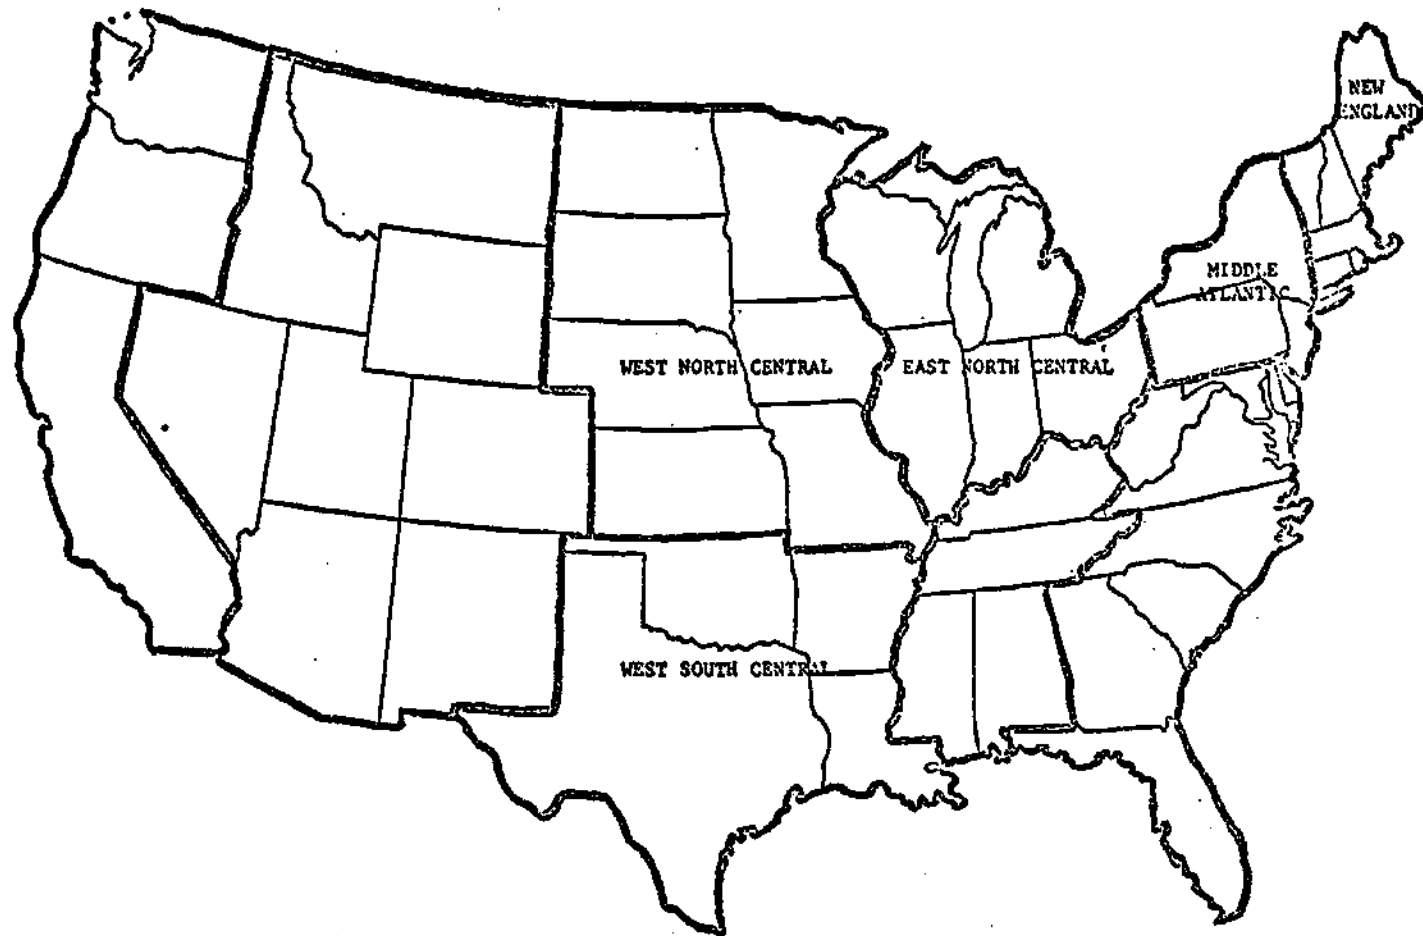 NEW
ENGLAND
MIDDLE
ATLANTIC
WEST NORTH CENTRAL
EAST NORTH CENTRAL
WEST SOUTH CENTRAL